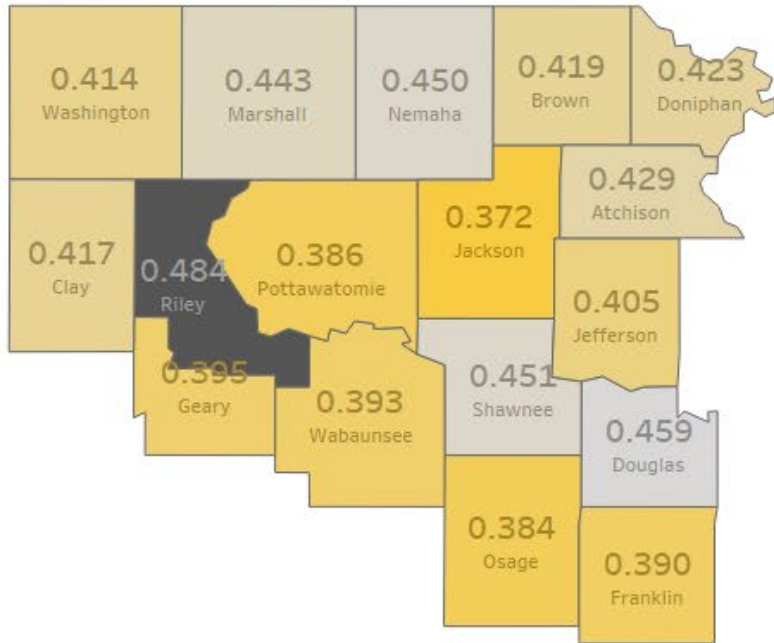 0.414
Washington
0.443
Marshall
0.450
Nemaha
0.419
Brown
0.423
Doniphan
0.417
Clay
0.484
Riley
0.386
Pottawatomie
0.372
Jackson
0.429
Atchison
0.405
Jefferson
0.395
Geary
0.393
Wabaunsee
0.451
Shawnee
0.459
Douglas
0.384
Osage
0.390
Franklin